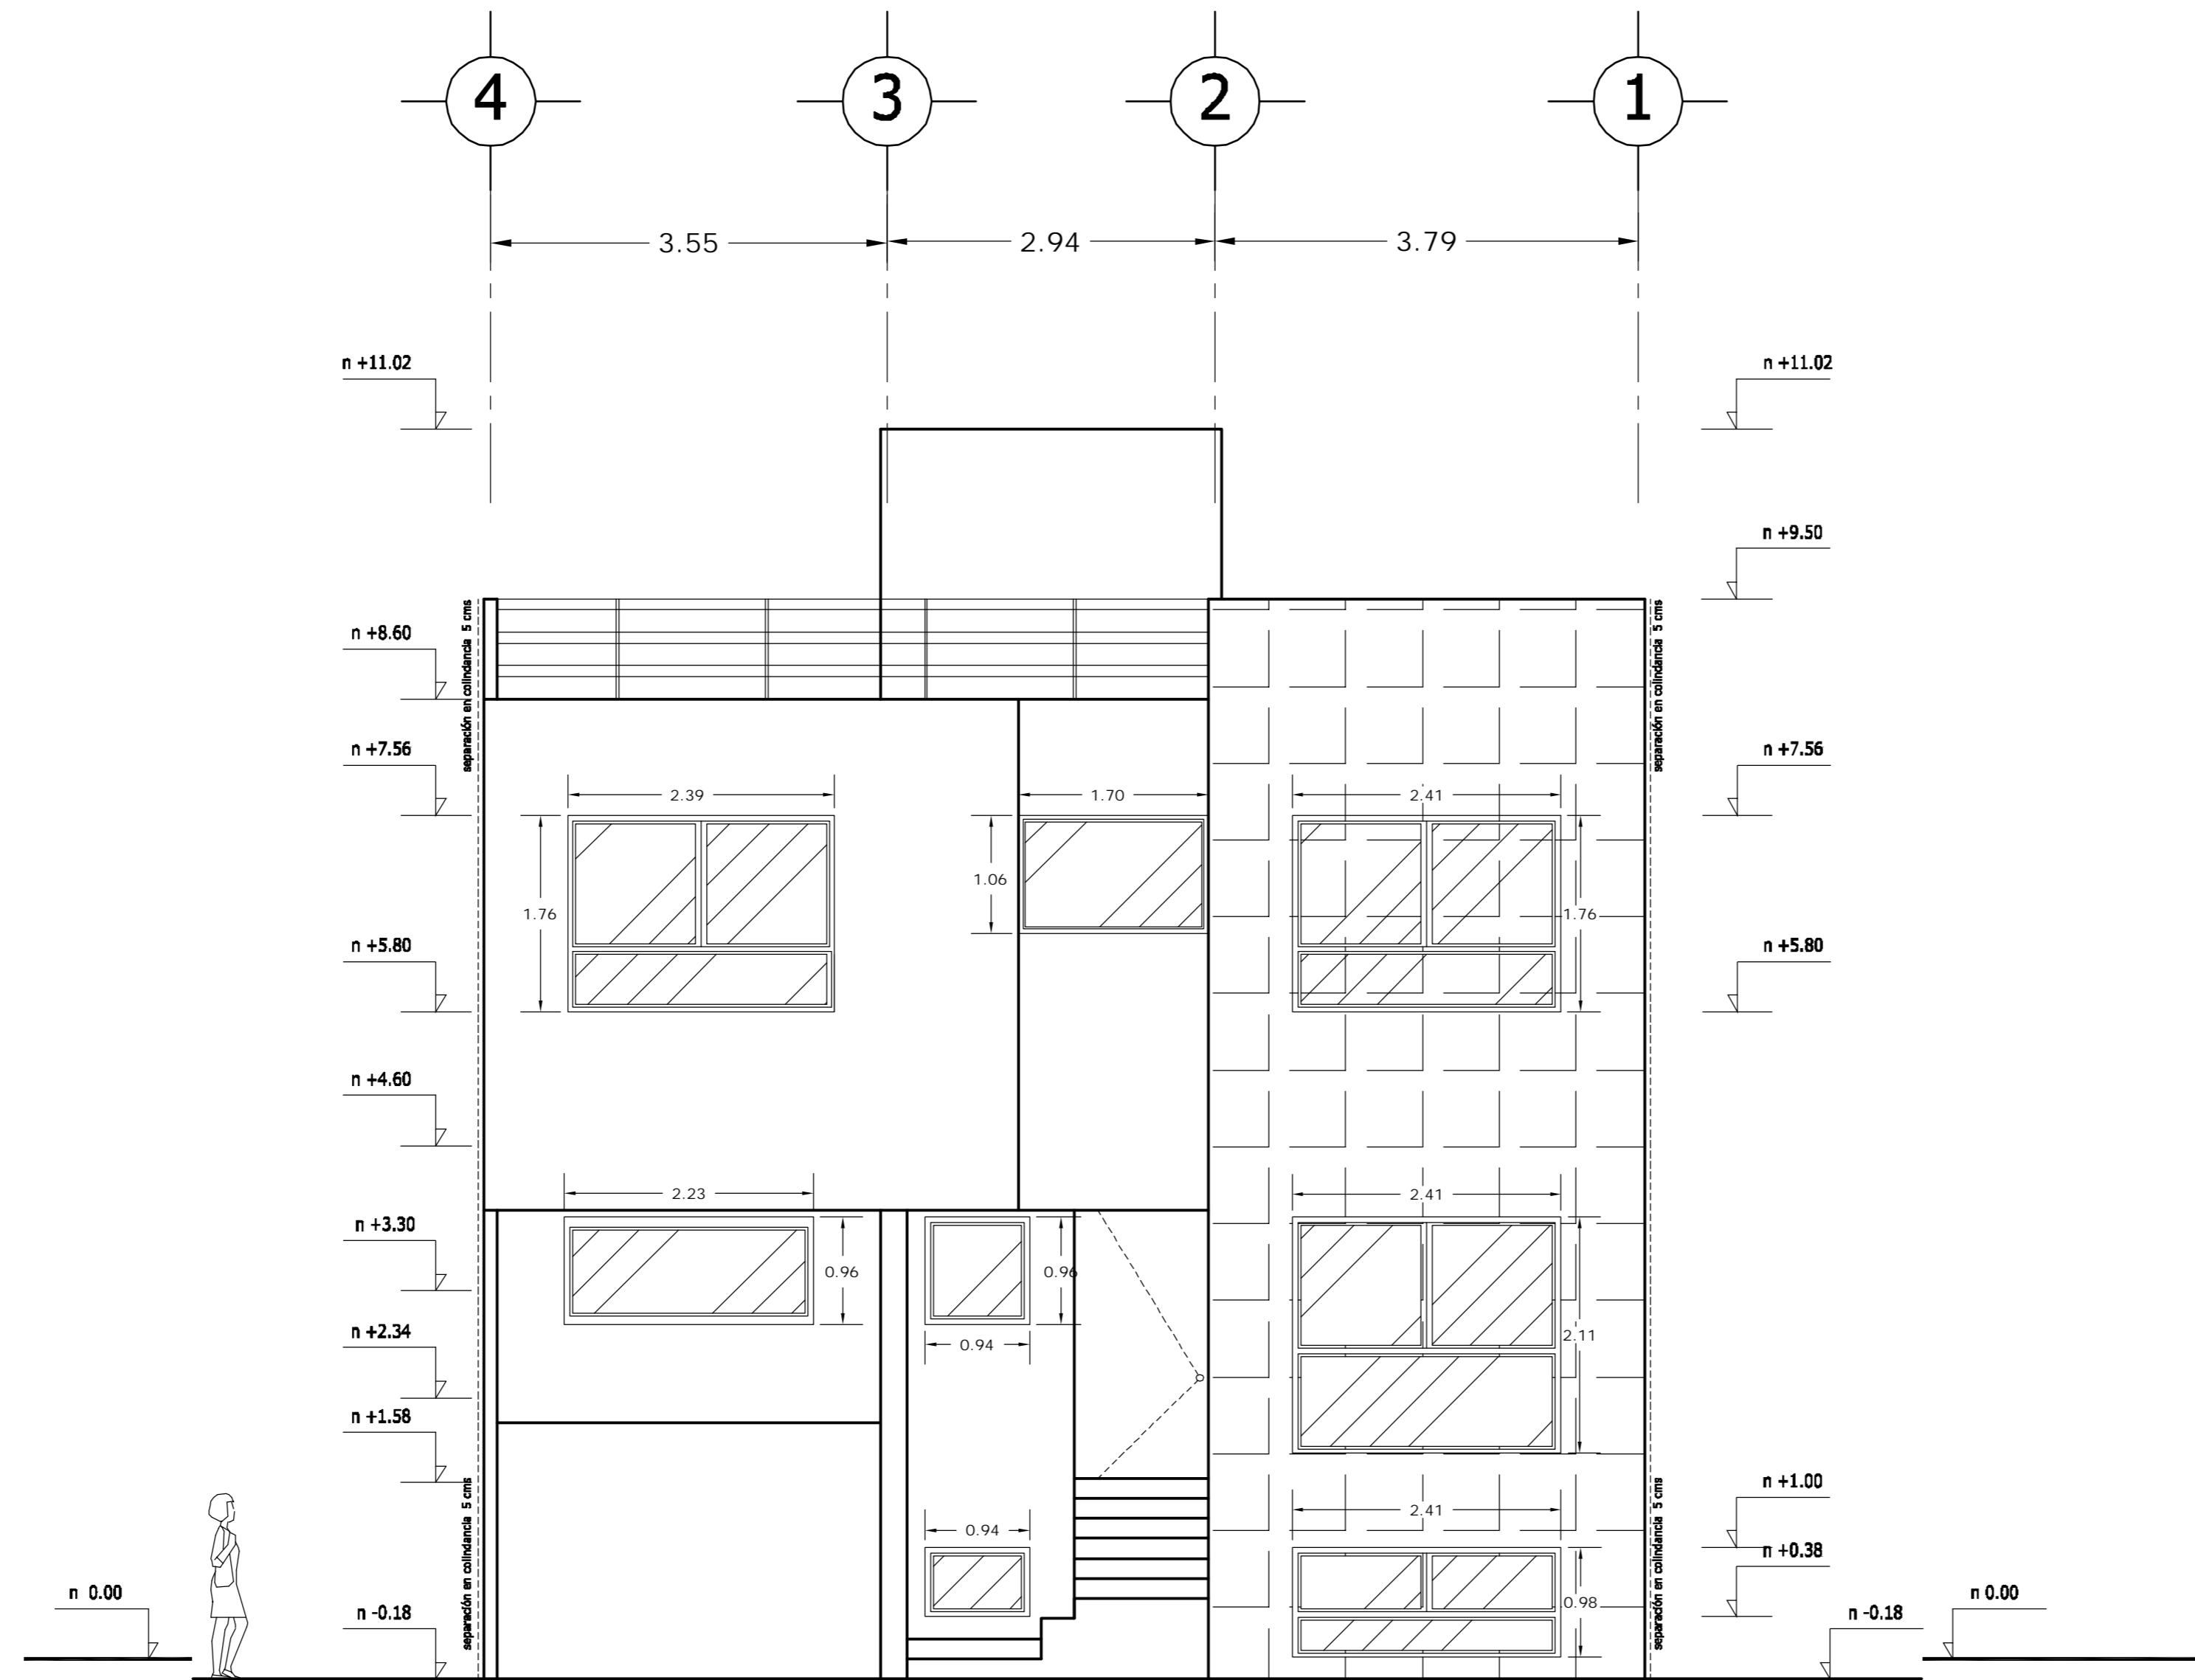 4 3 2 1
3.55 2.94 3.79
n +11.02 n +11.02
n +9.50
separación en colindancia 5 cms
separación en colindancia 5 cms
n +8.60
n +7.56 n +7.56
2.39 1.70 2.41
1.06
1.76 1.76
n +5.80 n +5.80
n +4.60
2.23 2.41
n +3.30
0.96 0.96
n +2.34 0.94 2.11
n +1.58
separación en colindancia 5 cms
separación en colindancia 5 cms
n +1.00
0.94 2.41
n +0.38
n 0.00 0.98 n 0.00
n -0.18 n -0.18